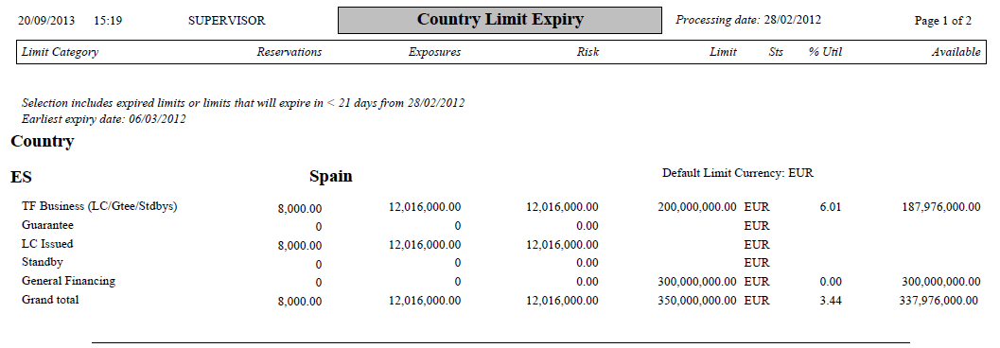 20/09/2013 15:19 SUPERVISOR Country Limit Expiry Processing date: 28/02/2012 Page 1 of 2
Limit Category Reservations Exposures Risk Limit Sts % Util Available
Selection includes expired limits or limits that will expire in < 21 days from 28/02/2012
Earliest expiry date: 06/03/2012
Country
ES Spain Default Limit Currency: EUR
TF Business (LC/Gtee/Stdbys) 8,000.00 12,016,000.00 12,016,000.00 200,000,000.00 EUR 6.01 187,976,000.00
Guarantee 0 0 0.00 EUR
LC Issued 8,000.00 12,016,000.00 12,016,000.00 EUR
Standby 0 0 0.00 EUR
General Financing 0 0 0.00 300,000,000.00 EUR 0.00 300,000,000.00
Grand total 8,000.00 12,016,000.00 12,016,000.00 350,000,000.00 EUR 3.44 337,976,000.00